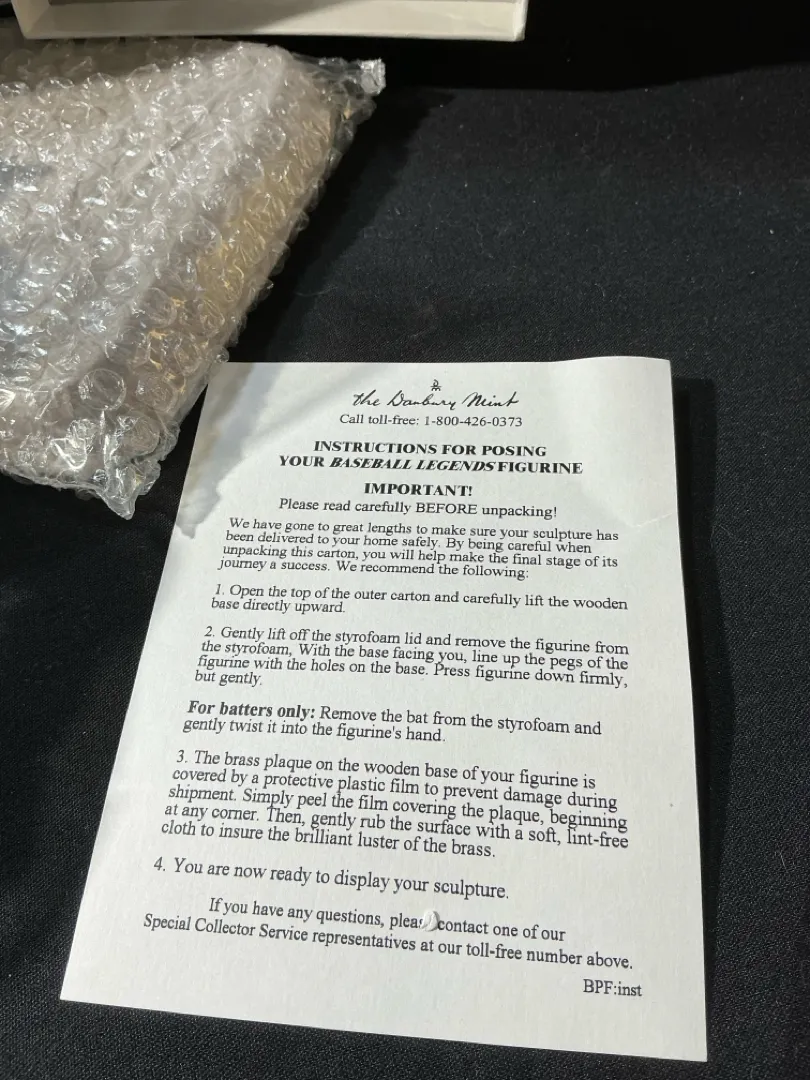 the Danbury Mint
Call toll-free: 1-800-426-0373
INSTRUCTIONS FOR POSING
YOUR BASEBALL LEGENDS FIGURINE
IMPORTANT!
Please read carefully BEFORE unpacking!
We have gone to great lengths to make sure your sculpture has
been delivered to your home safely. By being careful when
unpacking this carton, you will help make the final stage of its
journey a success. We recommend the following:
1. Open the top of the outer carton and carefully lift the wooden
base directly upward.
2. Gently lift off the styrofoam lid and remove the figurine from
the styrofoam, With the base facing you, line up the pegs of the
figurine with the holes on the base. Press figurine down firmly,
but gently.
For batters only: Remove the bat from the styrofoam and
gently twist it into the figurine's hand.
3. The brass plaque on the wooden base of your figurine is
covered by a protective plastic film to prevent damage during
shipment. Simply peel the film covering the plaque, beginning
at any corner. Then, gently rub the surface with a soft, lint-free
cloth to insure the brilliant luster of the brass.
4. You are now ready to display your sculpture.
If you have any questions, pleas contact one of our
Special Collector Service representatives at our toll-free number above.
BPF:inst